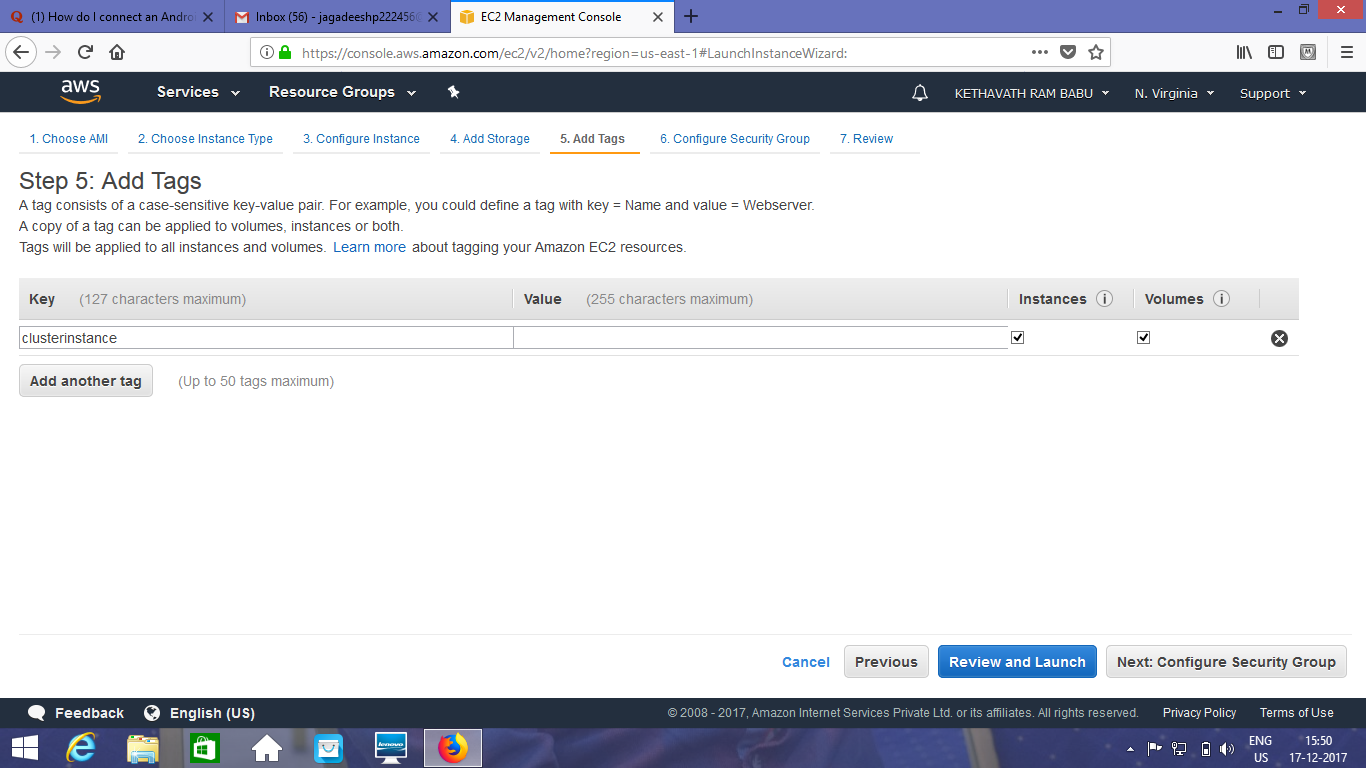 (1) How do I connect an Andro
Inbox (56) - jagadeeshp222456@
EC2 Management Console
https://console.aws.amazon.com/ec2/v2/home?region=us-east-1#LaunchInstanceWizard:
aws
Services
Resource Groups
KETHAVATH RAM BABU
N. Virginia
Support
1. Choose AMI
2. Choose Instance Type
3. Configure Instance
4. Add Storage
5. Add Tags
6. Configure Security Group
7. Review
Step 5: Add Tags
A tag consists of a case-sensitive key-value pair. For example, you could define a tag with key = Name and value = Webserver.
A copy of a tag can be applied to volumes, instances or both.
Tags will be applied to all instances and volumes. Learn more about tagging your Amazon EC2 resources.
Key (127 characters maximum)
Value (255 characters maximum)
Instances
Volumes
clusterinstance
Add another tag
(Up to 50 tags maximum)
Cancel
Previous
Review and Launch
Next: Configure Security Group
Feedback
English (US)
© 2008 - 2017, Amazon Internet Services Private Ltd. or its affiliates. All rights reserved.
Privacy Policy
Terms of Use
lenovo
ENG
US
15:50
17-12-2017